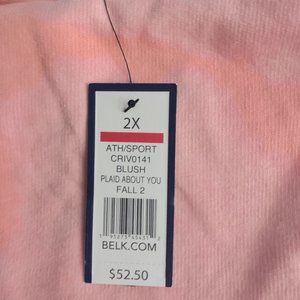 2X
ATH/SPORT
CRIV0141
BLUSH
PLAID ABOUT YOU
FALL 2
BELK.COM
$52.50